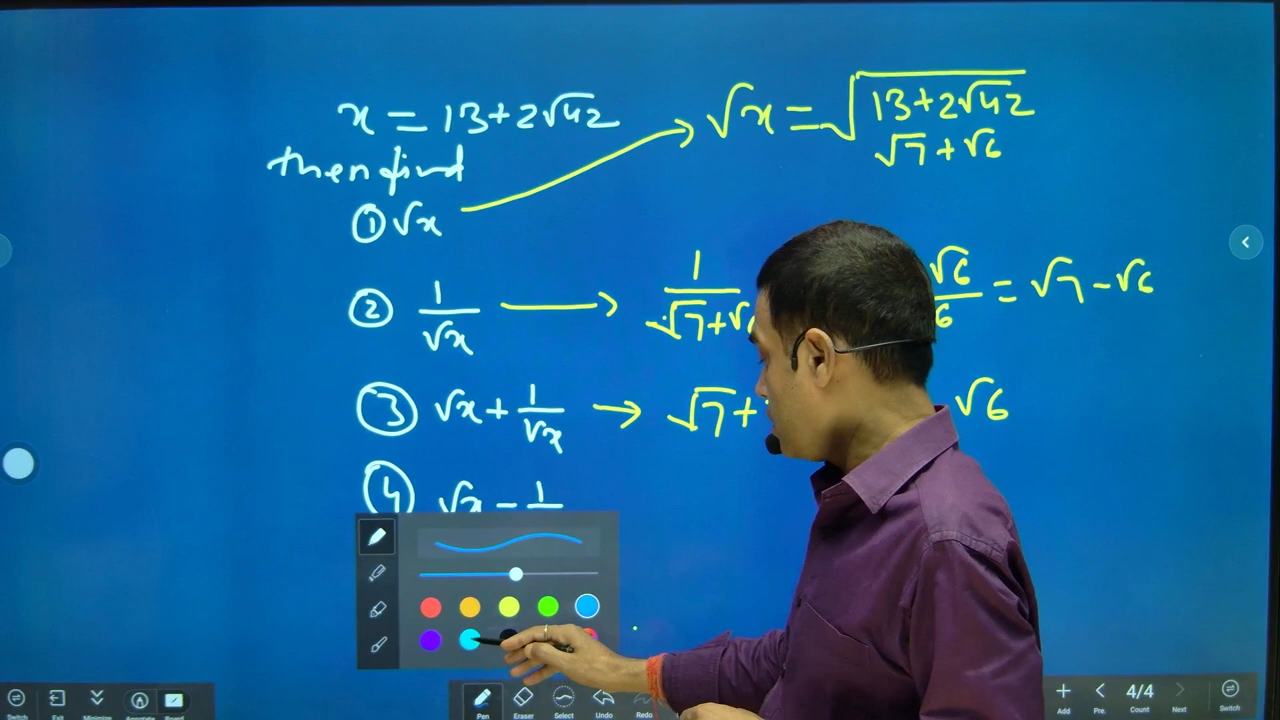 x = 13+2√42
√x = √13+2√42
√7 + √6
then find
① √x
② 1/√x → 1/√7+√6 √6/6 = √7 - √6
③ √x + 1/√x → √7+ √6
④ √x - 1
4/4
Switch Exit Minimize Annotate Board Pen Eraser Select Undo Redo Add Pre. Count Next Switch